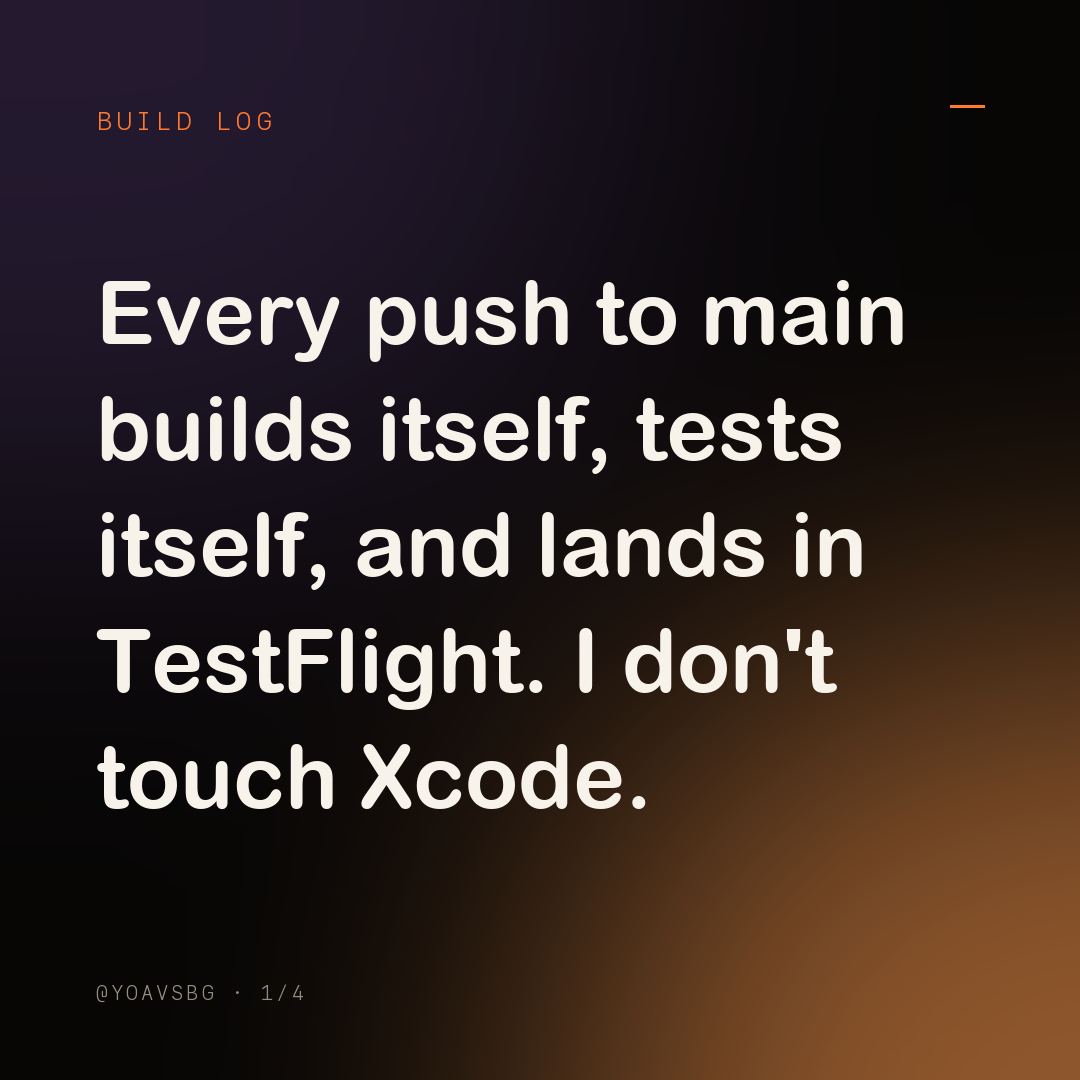 BUILD LOG
Every push to main
builds itself, tests
itself, and lands in
TestFlight. I don't
touch Xcode.
@YOAVSBG · 1/4